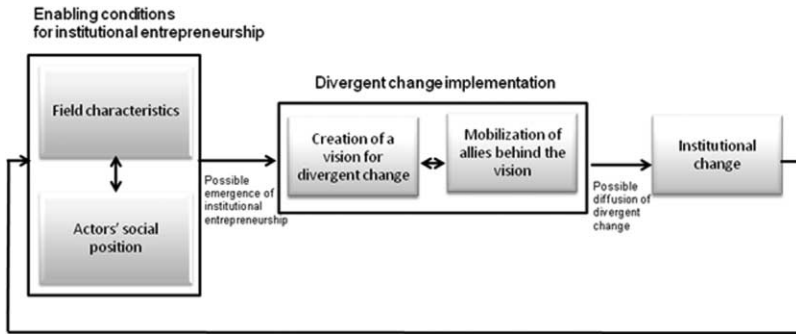 Enabling conditions
for institutional entrepreneurship
Field characteristics
Actors' social
position
Possible
emergence of
institutional
entrepreneurship
Divergent change implementation
Creation of a
vision for
divergent change
Mobilization of
allies behind the
vision
Possible
diffusion of
divergent
change
Institutional
change